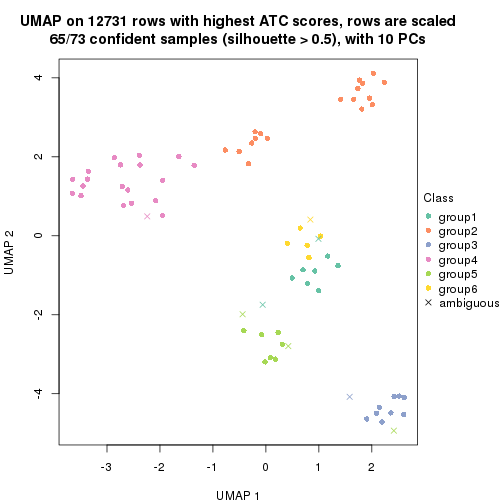 UMAP on 12731 rows with highest ATC scores, rows are scaled
65/73 confident samples (silhouette > 0.5), with 10 PCs
4
2
0
-2
-4
UMAP 2
-3
-2
-1
0
1
2
UMAP 1
Class
group1
group2
group3
group4
group5
group6
ambiguous